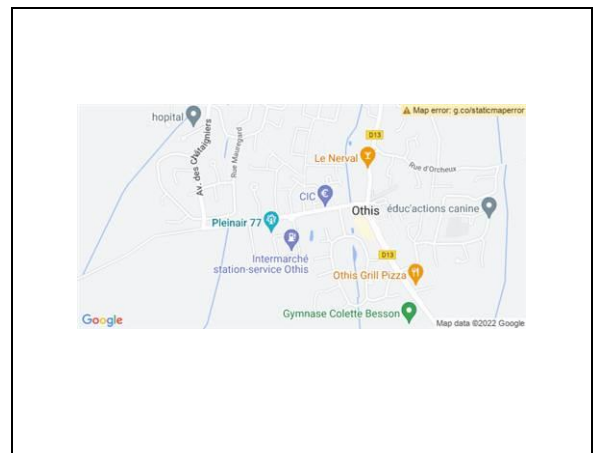 Map error: g.co/staticmaperror
hopital
D13
Av. des Châtaigniers
Rue Mauregard
Le Nerval
Rue d'Orcheux
CIC
Othis
éduc'actions canine
Pleinair 77
Intermarché
station-service Othis
D13
Othis Grill Pizza
Gymnase Colette Besson
Google
Map data ©2022 Google